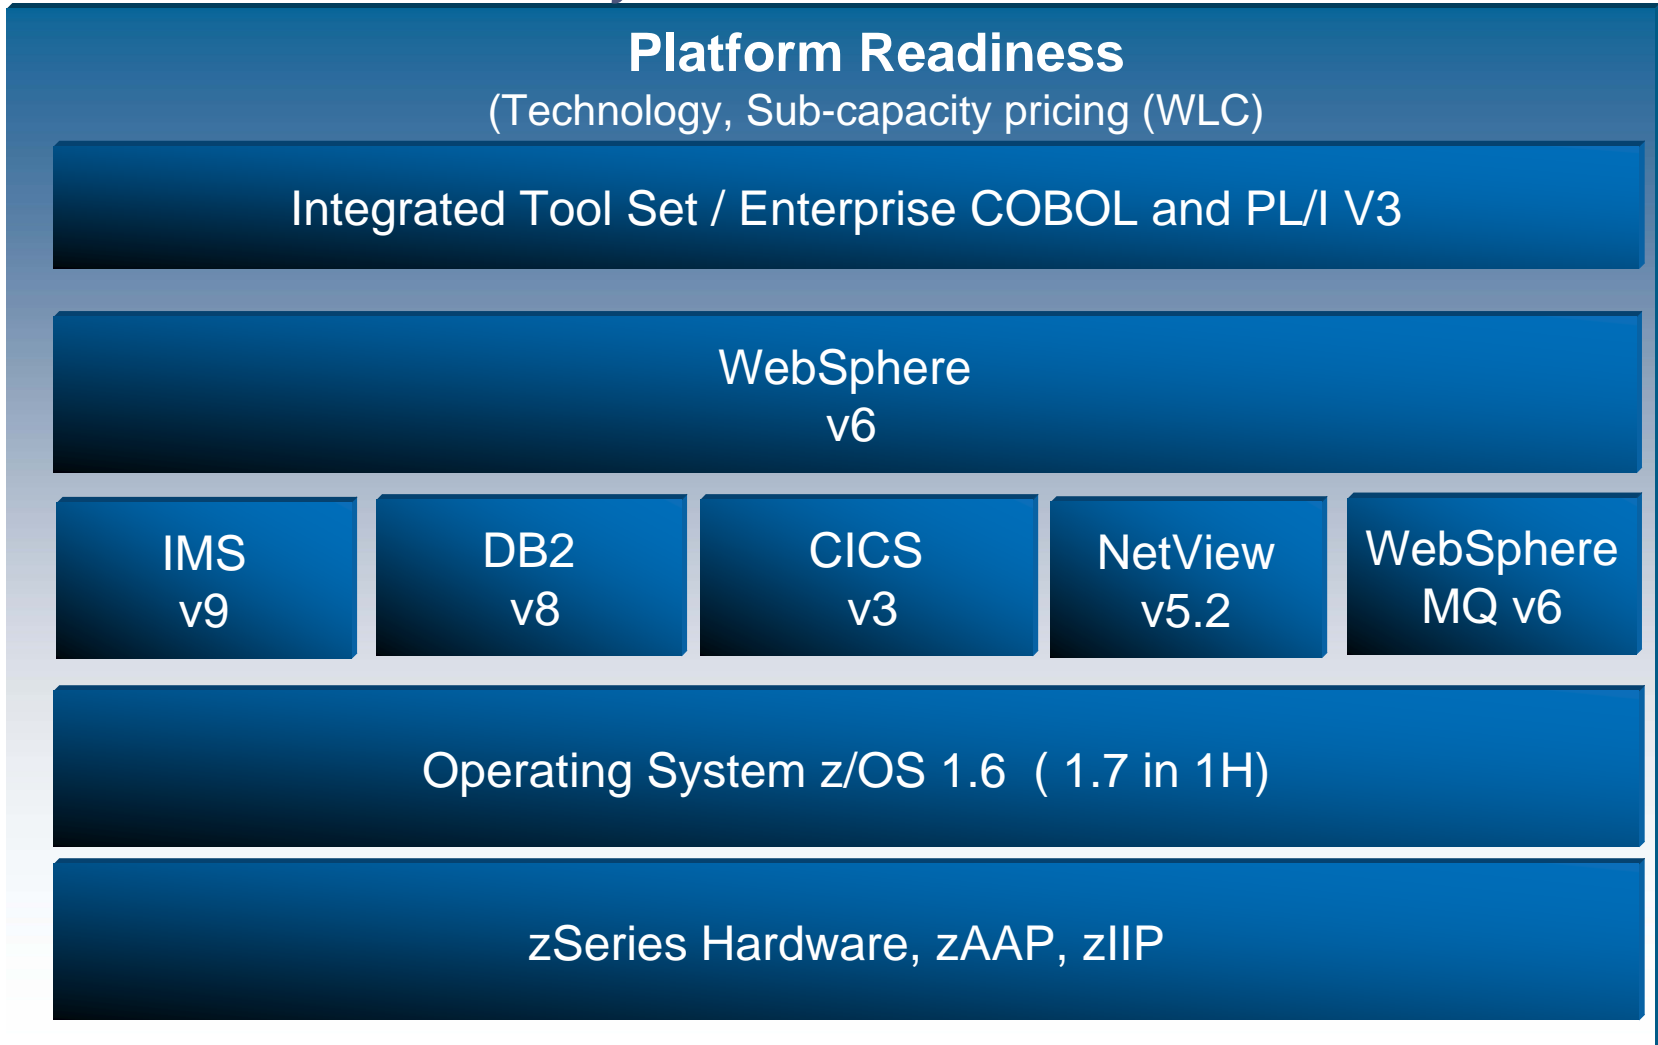 Platform Readiness
(Technology, Sub-capacity pricing (WLC)
Integrated Tool Set / Enterprise COBOL and PL/I V3
WebSphere
v6
IMS
v9
DB2
v8
CICS
v3
NetView
v5.2
WebSphere
MQ v6
Operating System z/OS 1.6  ( 1.7 in 1H)
zSeries Hardware, zAAP, zIIP